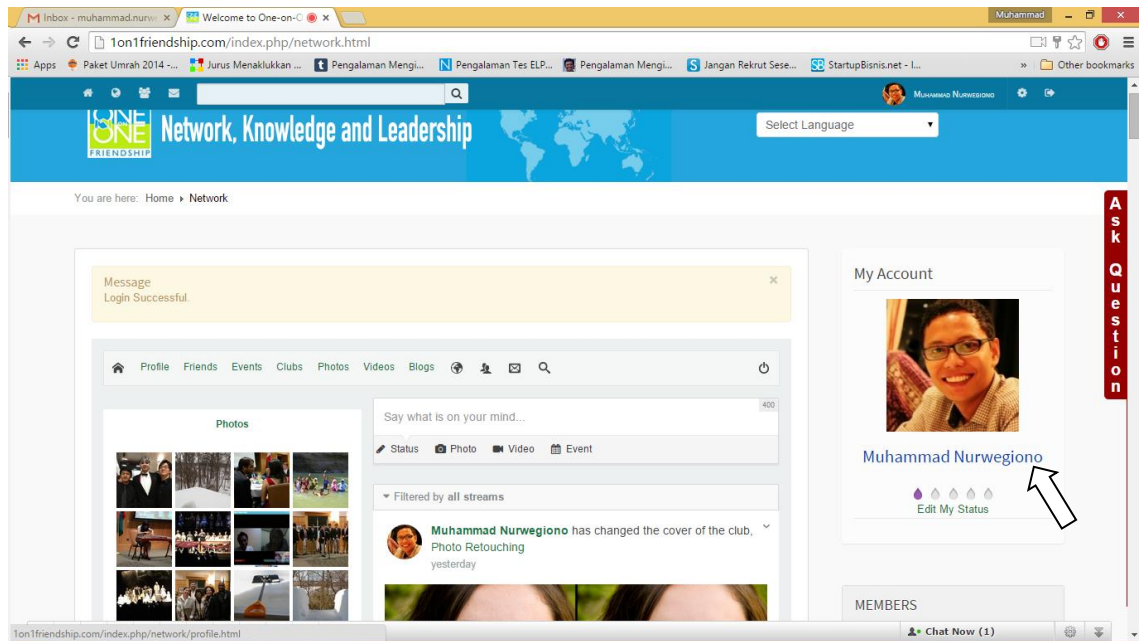 Muhammad
Inbox - muhammad.nurwe
Welcome to One-on-O
1on1friendship.com/index.php/network.html
Apps
Paket Umrah 2014 -...
Jurus Menaklukkan ...
Pengalaman Mengi...
Pengalaman Tes ELP...
Pengalaman Mengi...
Jangan Rekrut Sese...
StartupBisnis.net - I...
»
Other bookmarks
Muhammad Nurwegiono
ONE
ONE
FRIENDSHIP
Network, Knowledge and Leadership
Select Language
You are here: Home ▸ Network
Ask Question
Message
Login Successful.
×
Profile Friends Events Clubs Photos Videos Blogs
Photos
Say what is on your mind...
400
Status Photo Video Event
Filtered by all streams
Muhammad Nurwegiono has changed the cover of the club,
Photo Retouching
yesterday
My Account
Muhammad Nurwegiono
Edit My Status
MEMBERS
1on1friendship.com/index.php/network/profile.html
Chat Now (1)